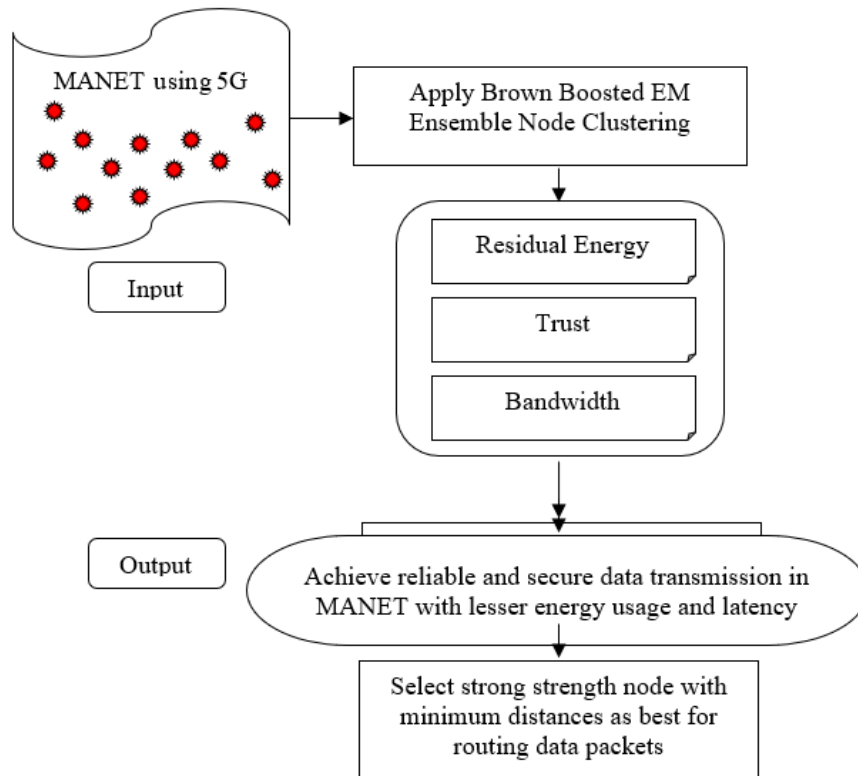 MANET using 5G
Apply Brown Boosted EM
Ensemble Node Clustering
Residual Energy
Input
Trust
Bandwidth
Output
Achieve reliable and secure data transmission in
MANET with lesser energy usage and latency
Select strong strength node with
minimum distances as best for
routing data packets